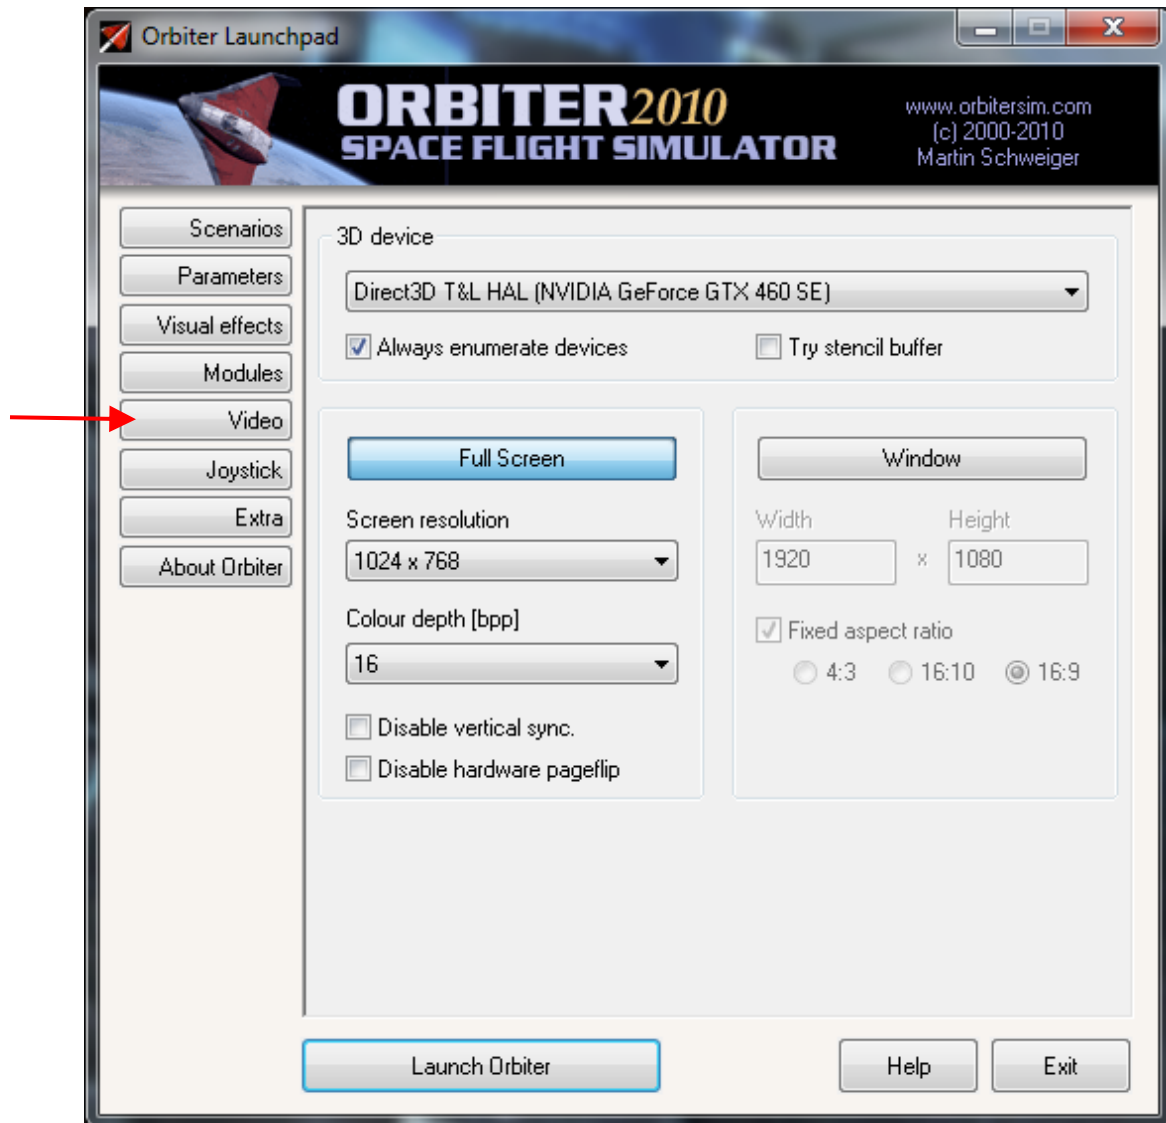 Orbiter Launchpad
ORBITER2010
SPACE FLIGHT SIMULATOR
www.orbitersim.com
(c) 2000-2010
Martin Schweiger
Scenarios
Parameters
Visual effects
Modules
Video
Joystick
Extra
About Orbiter
3D device
Direct3D T&L HAL (NVIDIA GeForce GTX 460 SE)
Always enumerate devices
Try stencil buffer
Full Screen
Screen resolution
1024 x 768
Colour depth [bpp]
16
Disable vertical sync.
Disable hardware pageflip
Window
Width Height
1920 x 1080
Fixed aspect ratio
4:3 16:10 16:9
Launch Orbiter
Help
Exit